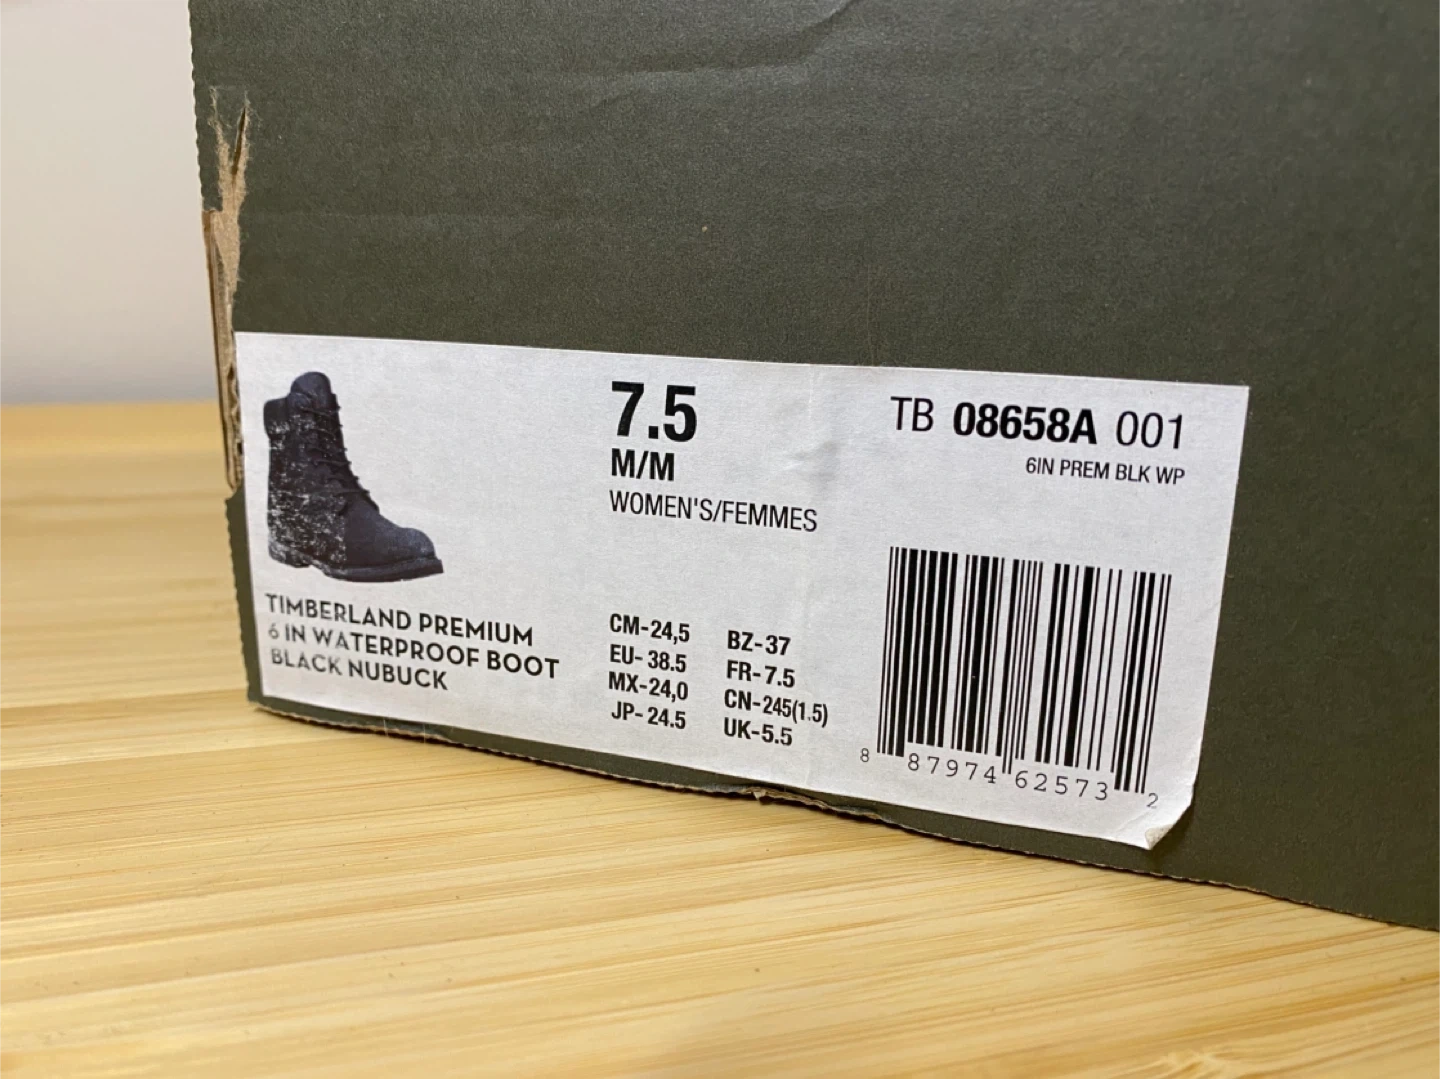 7.5
M/M
WOMEN'S/FEMMES
TB 08658A 001
6IN PREM BLK WP
TIMBERLAND PREMIUM
6 IN WATERPROOF BOOT
BLACK NUBUCK
CM-24,5 BZ-37
EU-38.5 FR-7.5
MX-24,0 CN-245(1.5)
JP-24.5 UK-5.5
8 87974 62573 2